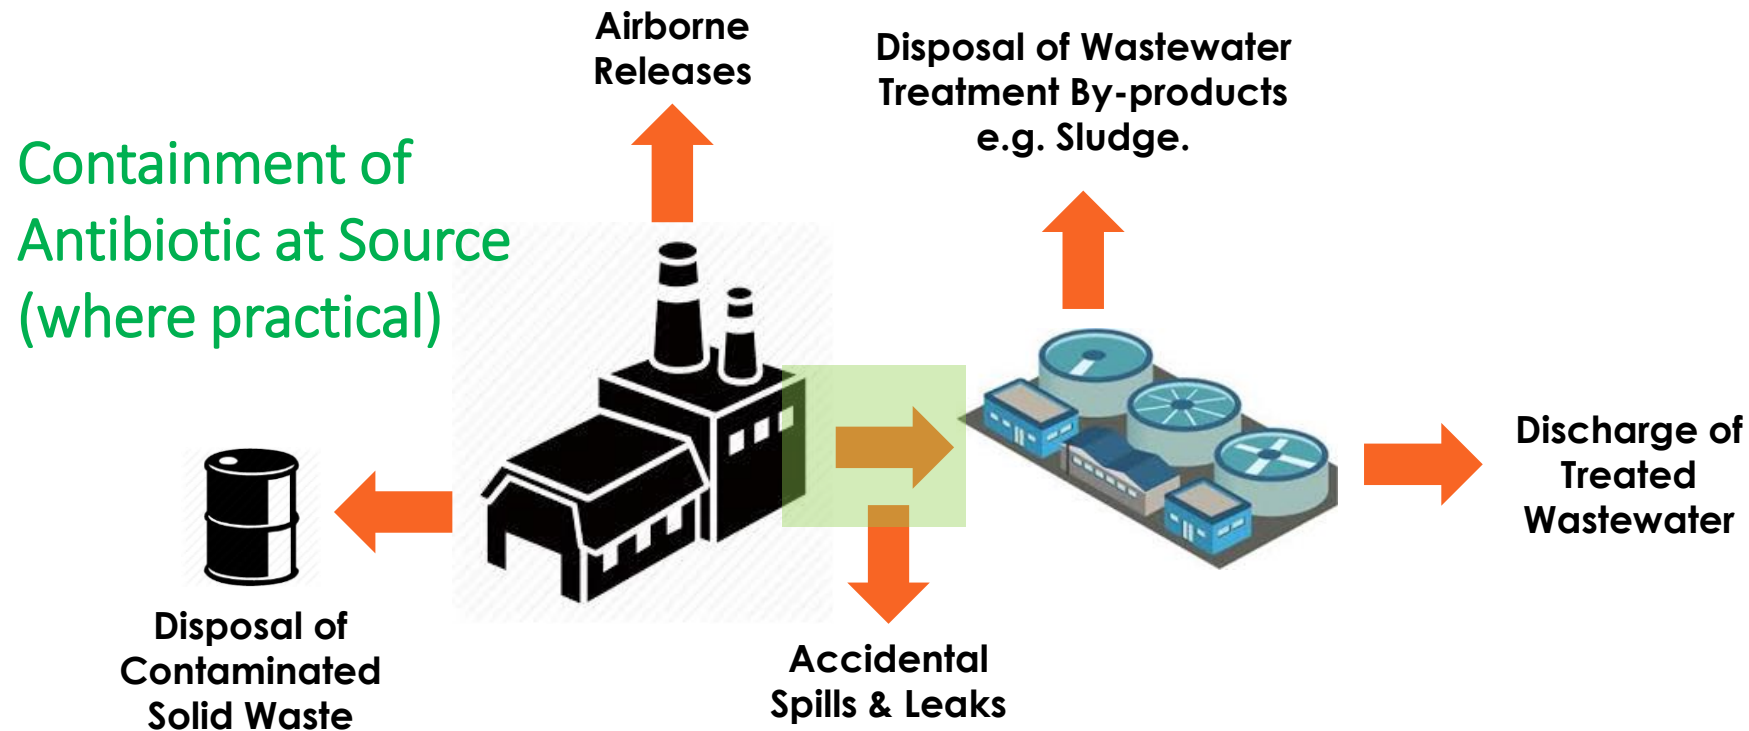 Airborne
Releases
Disposal of Wastewater
Treatment By-products
e.g. Sludge.
Containment of
Antibiotic at Source
(where practical)
Discharge of
Treated
Wastewater
Disposal of
Contaminated
Solid Waste
Accidental
Spills & Leaks